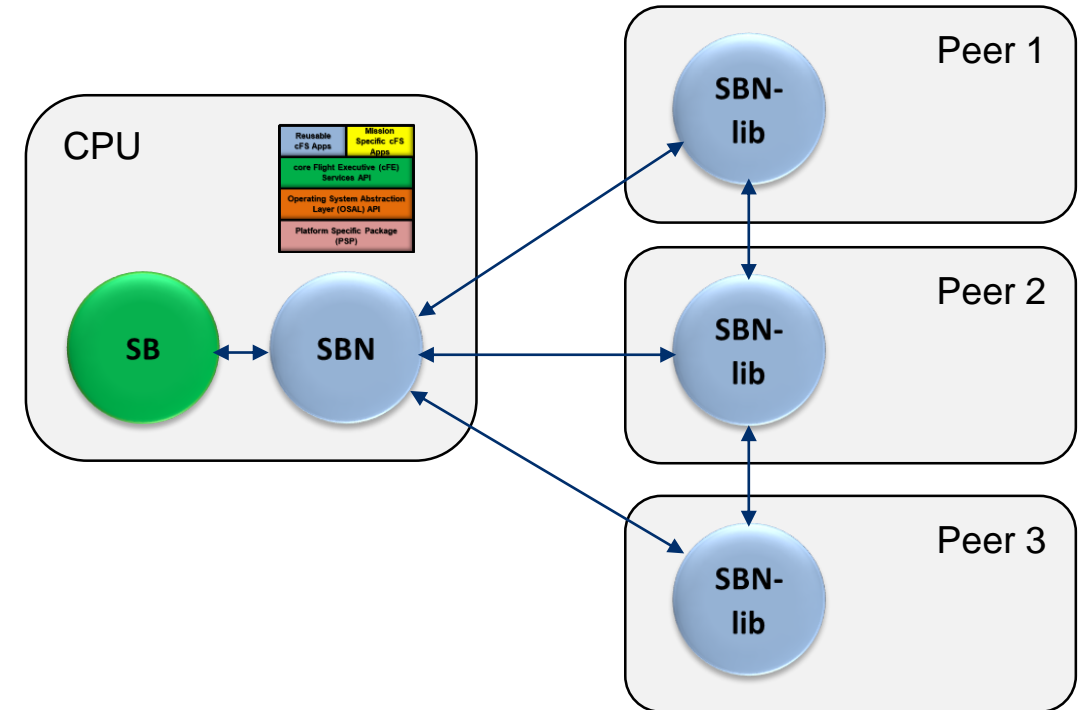 CPU
Reusable
cFS Apps
Mission
Specific cFS
Apps
core Flight Executive (cFE)
Services API
Operating System Abstraction
Layer (OSAL) API
Platform Specific Package
(PSP)
SB
SBN
Peer 1
SBN-
lib
Peer 2
SBN-
lib
Peer 3
SBN-
lib